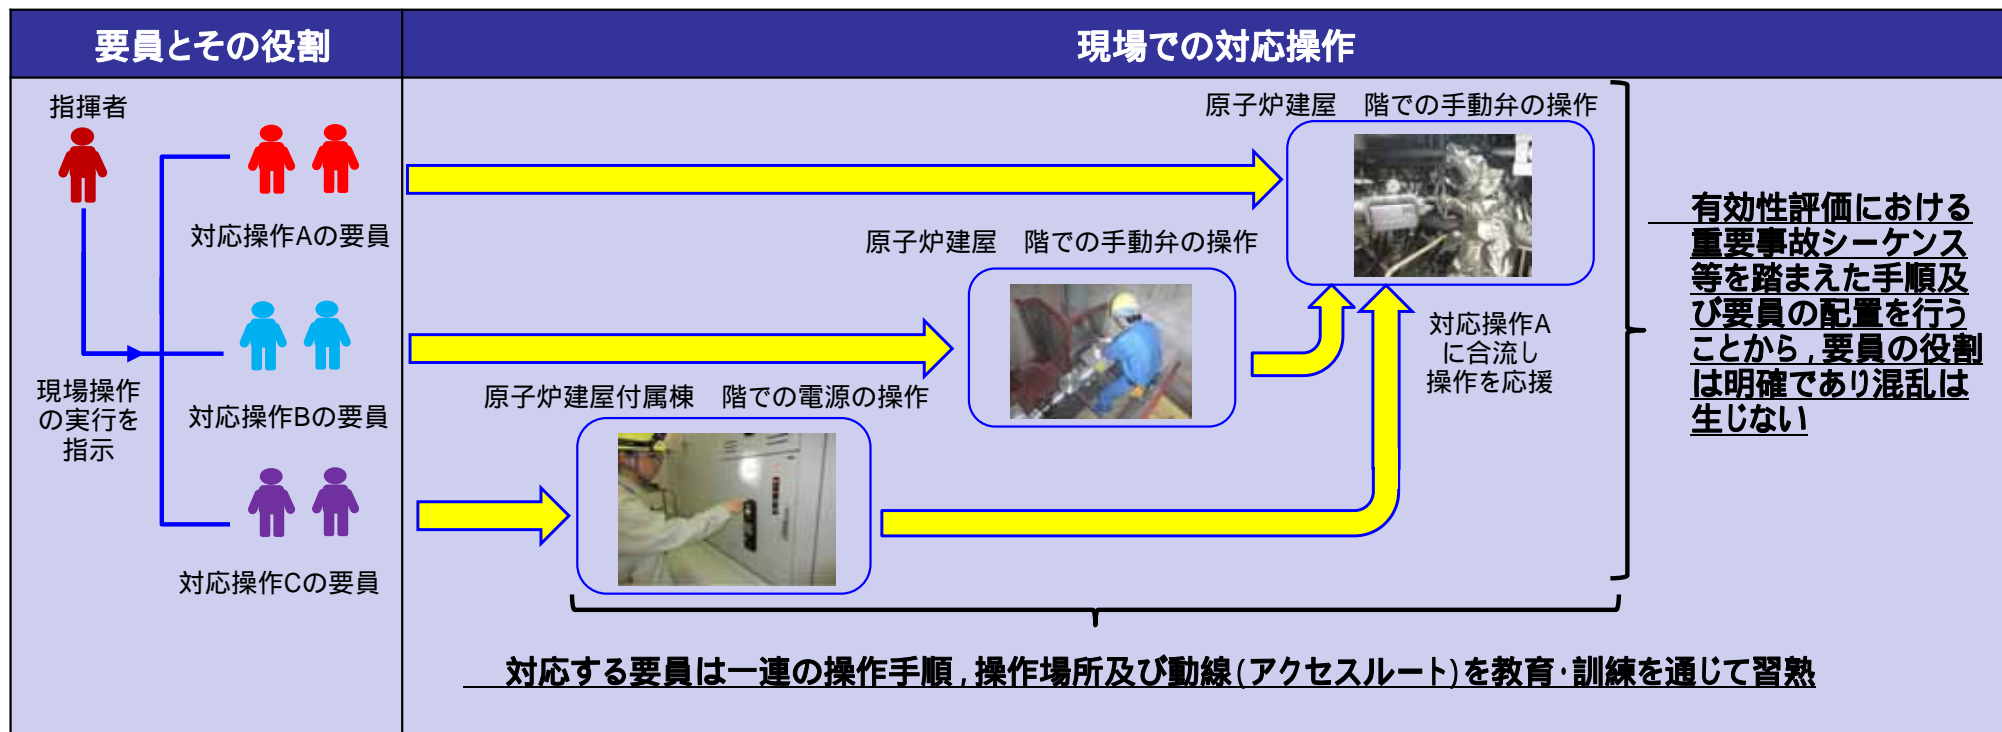 要員とその役割
現場での対応操作
指揮者
対応操作Aの要員
対応操作Bの要員
対応操作Cの要員
現場操作
の実行を
指示
原子炉建屋　階での手動弁の操作
原子炉建屋　階での手動弁の操作
原子炉建屋付属棟　階での電源の操作
対応操作A
に合流し
操作を応援
有効性評価における
重要事故シーケンス
等を踏まえた手順及
び要員の配置を行う
ことから,要員の役割
は明確であり混乱は
生じない
対応する要員は一連の操作手順,操作場所及び動線(アクセスルート)を教育・訓練を通じて習熟